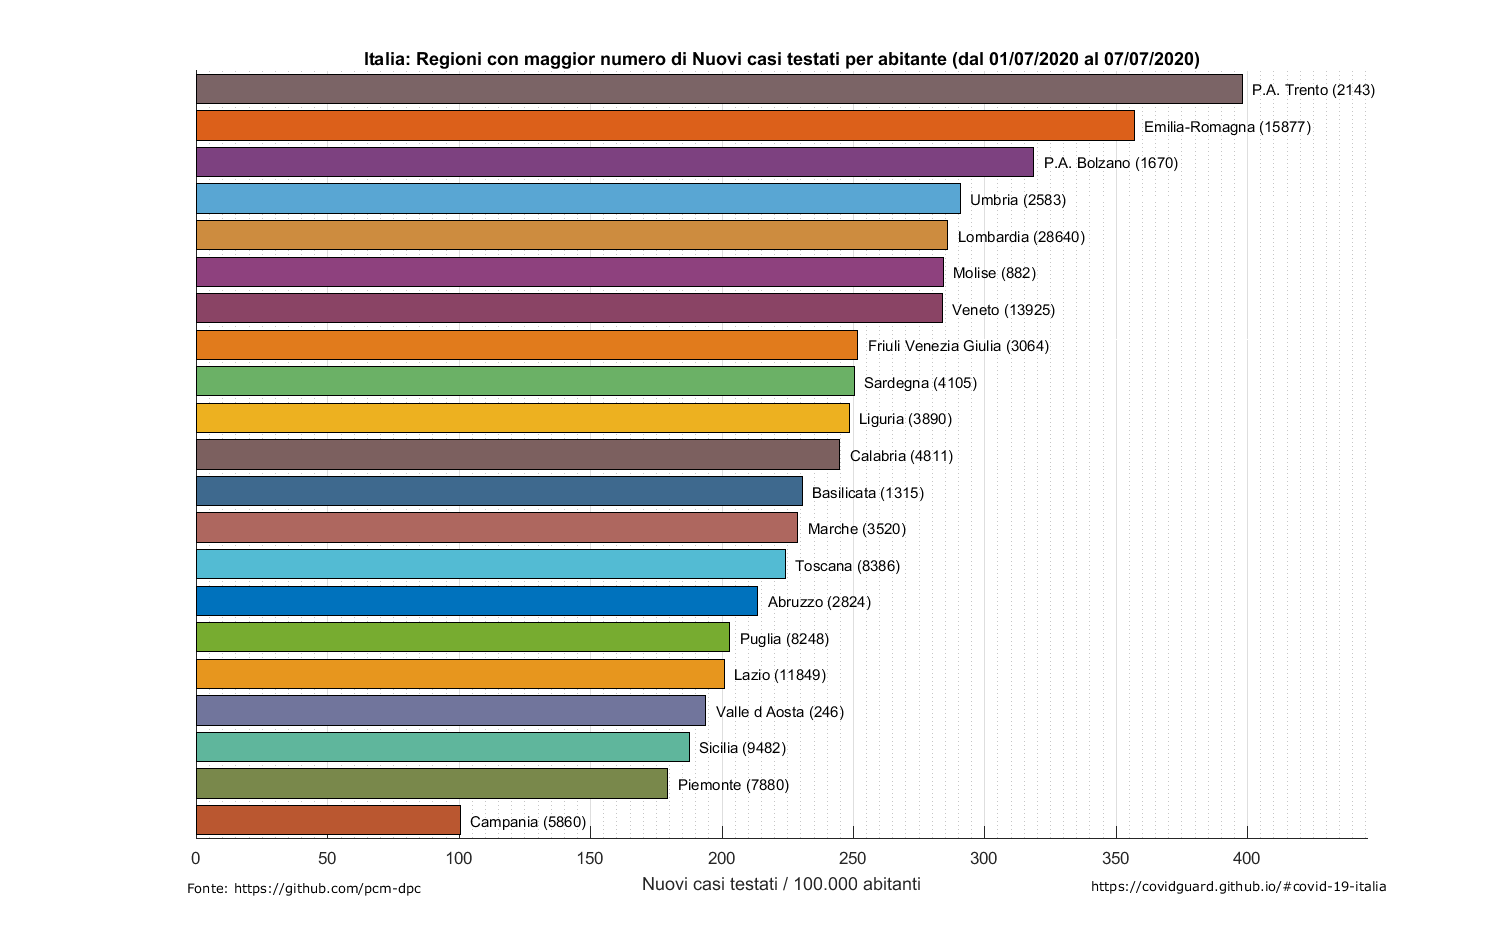 Italia: Regioni con maggior numero di Nuovi casi testati per abitante (dal 01/07/2020 al 07/07/2020)
P.A. Trento (2143)
Emilia-Romagna (15877)
P.A. Bolzano (1670)
Umbria (2583)
Lombardia (28640)
Molise (882)
Veneto (13925)
Friuli Venezia Giulia (3064)
Sardegna (4105)
Liguria (3890)
Calabria (4811)
Basilicata (1315)
Marche (3520)
Toscana (8386)
Abruzzo (2824)
Puglia (8248)
Lazio (11849)
Valle d Aosta (246)
Sicilia (9482)
Piemonte (7880)
Campania (5860)
0 50 100 150 200 250 300 350 400
Nuovi casi testati / 100.000 abitanti
Fonte: https://github.com/pcm-dpc
https://covidguard.github.io/#covid-19-italia